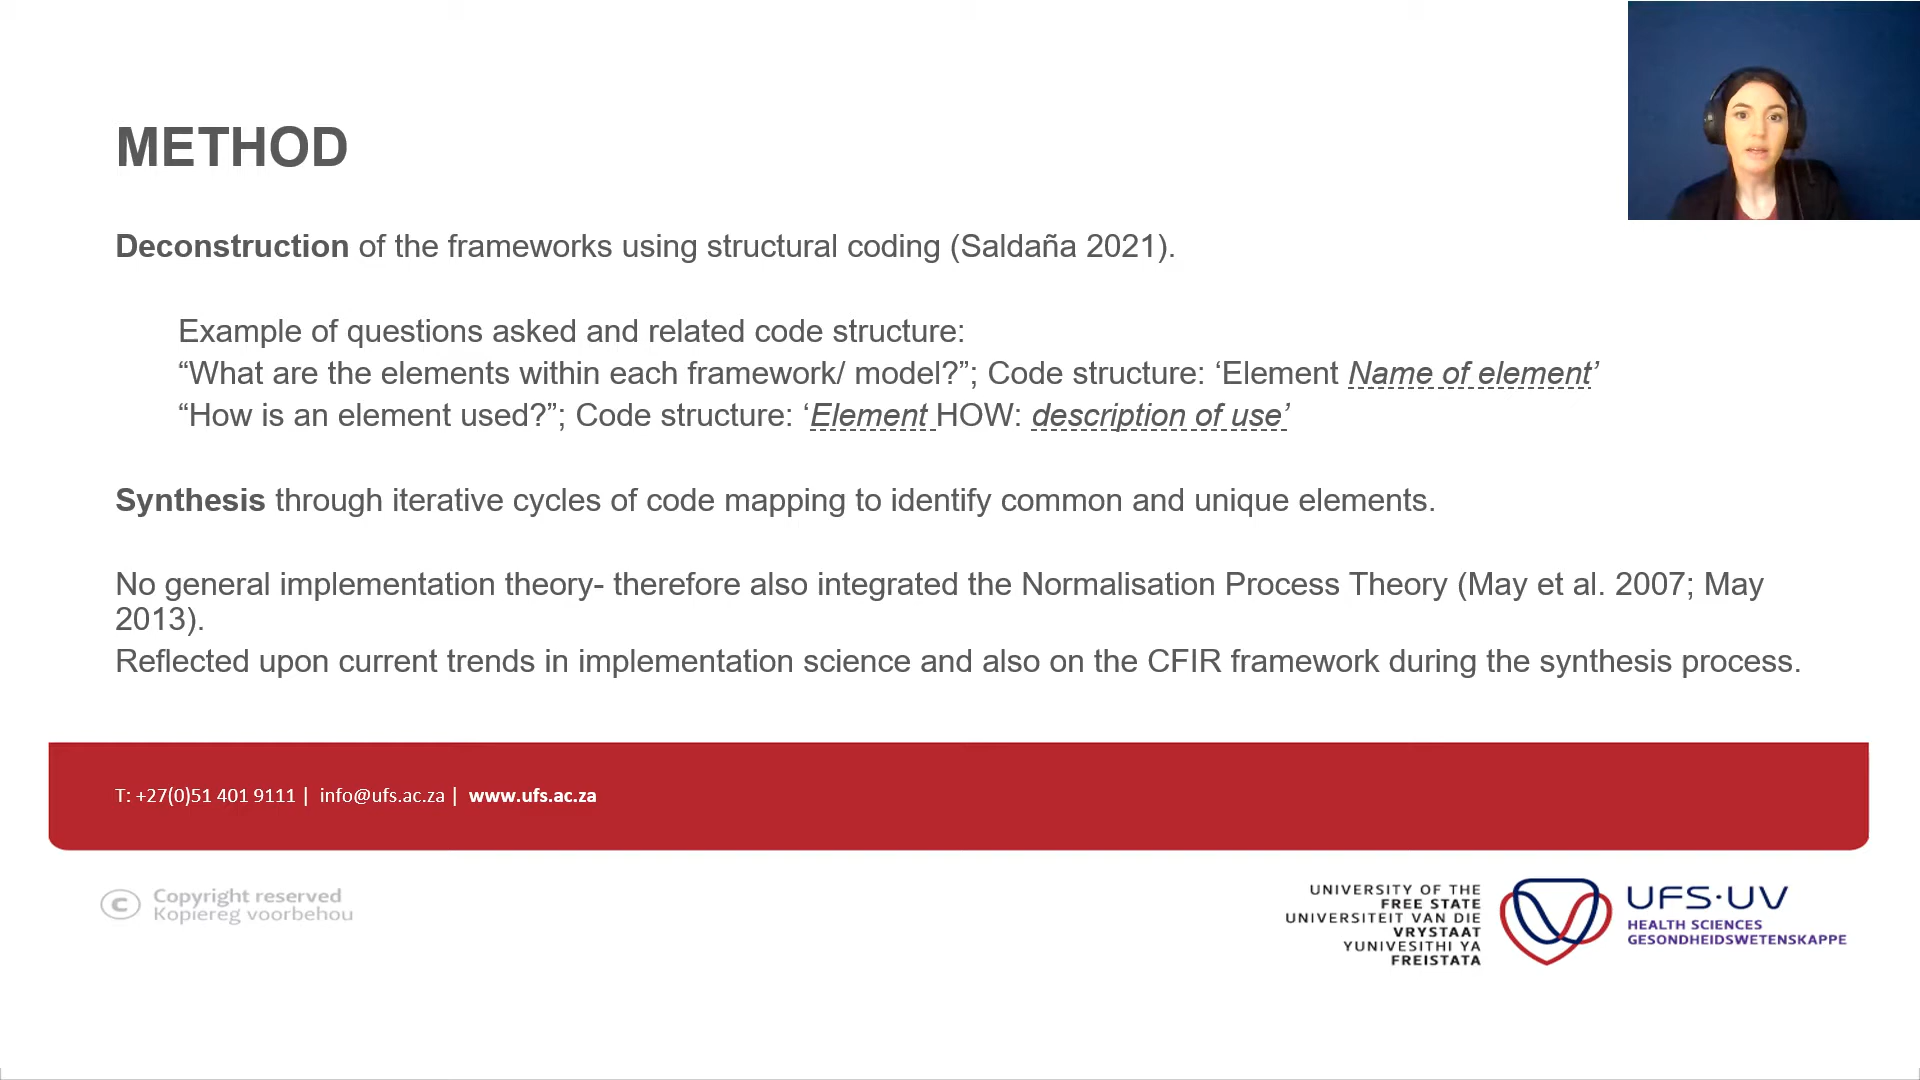 METHOD
Deconstruction of the frameworks using structural coding (Saldaña 2021).
Example of questions asked and related code structure:
“What are the elements within each framework/ model?”; Code structure: ‘Element Name of element’
“How is an element used?”; Code structure: ‘Element HOW: description of use’
Synthesis through iterative cycles of code mapping to identify common and unique elements.
No general implementation theory- therefore also integrated the Normalisation Process Theory (May et al. 2007; May
2013).
Reflected upon current trends in implementation science and also on the CFIR framework during the synthesis process.
T: +27(0)51 401 9111 | info@ufs.ac.za | www.ufs.ac.za
© Copyright reserved
Kopiereg voorbehou
UNIVERSITY OF THE
FREE STATE
UNIVERSITEIT VAN DIE
VRYSTAAT
YUNIVESITHI YA
FREISTATA
UFS·UV
HEALTH SCIENCES
GESONDHEIDSWETENSKAPPE